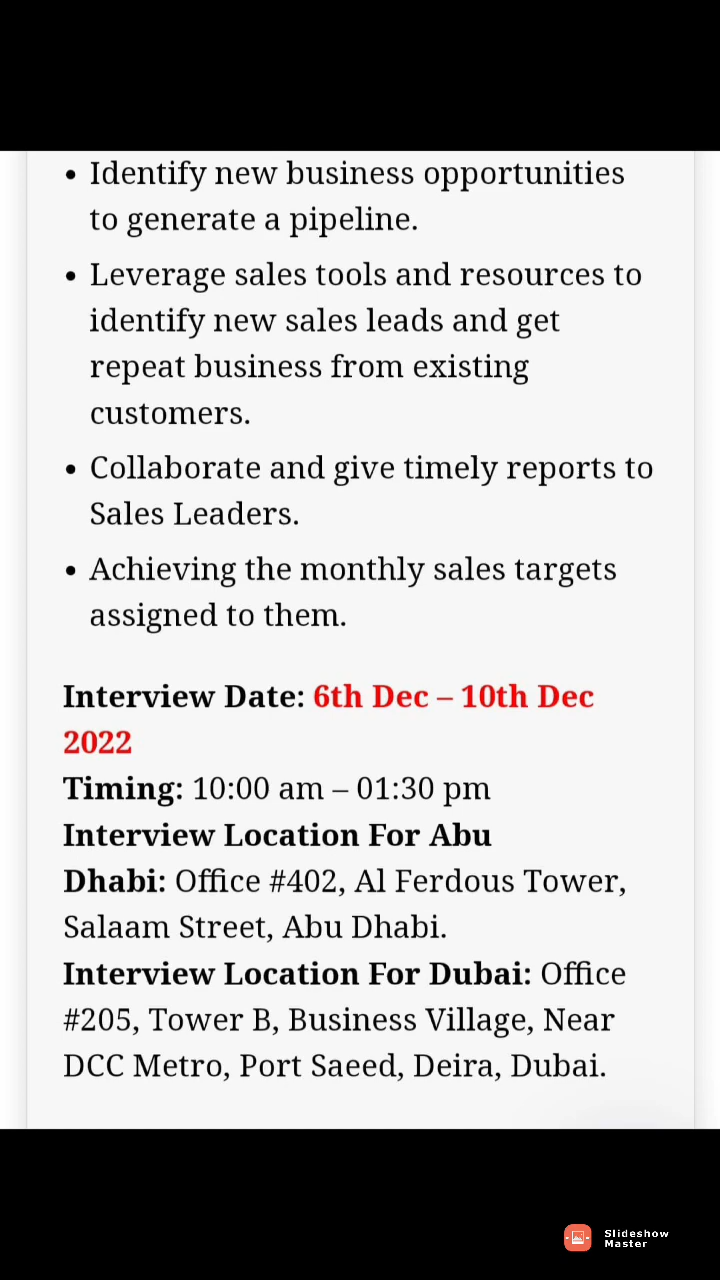 • Identify new business opportunities
to generate a pipeline.
• Leverage sales tools and resources to
identify new sales leads and get
repeat business from existing
customers.
• Collaborate and give timely reports to
Sales Leaders.
• Achieving the monthly sales targets
assigned to them.
Interview Date: 6th Dec – 10th Dec
2022
Timing: 10:00 am – 01:30 pm
Interview Location For Abu
Dhabi: Office #402, Al Ferdous Tower,
Salaam Street, Abu Dhabi.
Interview Location For Dubai: Office
#205, Tower B, Business Village, Near
DCC Metro, Port Saeed, Deira, Dubai.
Slideshow
Master